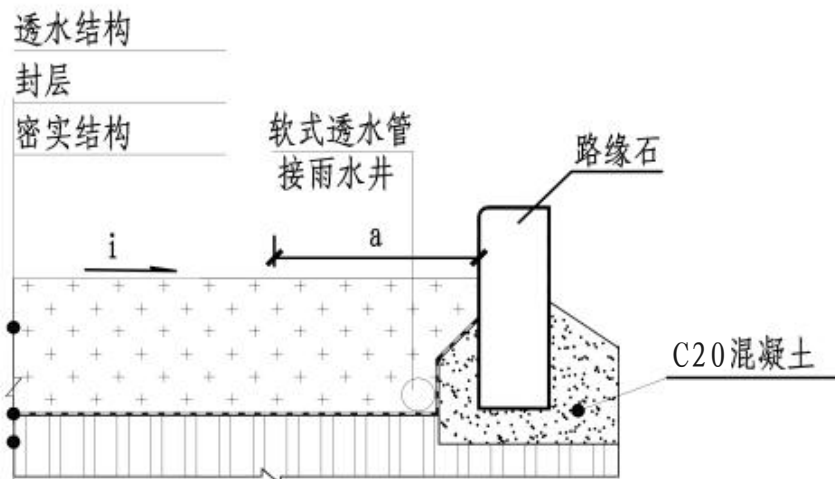 透水结构
封层
密实结构
软式透水管
接雨水井
路缘石
i
a
C20混凝土